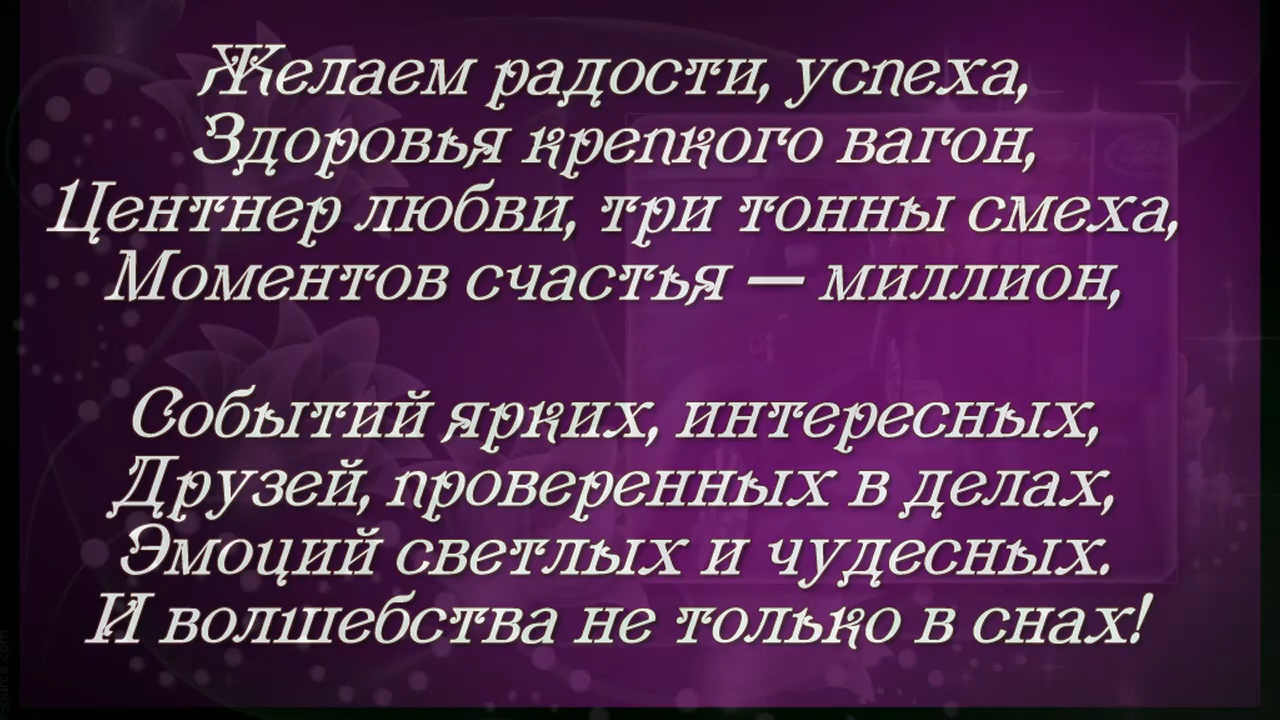 Желаем радости, успеха,
Здоровья крепкого вагон,
Центнер любви, три тонны смеха,
Моментов счастья — миллион,
Событий ярких, интересных,
Друзей, проверенных в делах,
Эмоций светлых и чудесных.
И волшебства не только в снах!